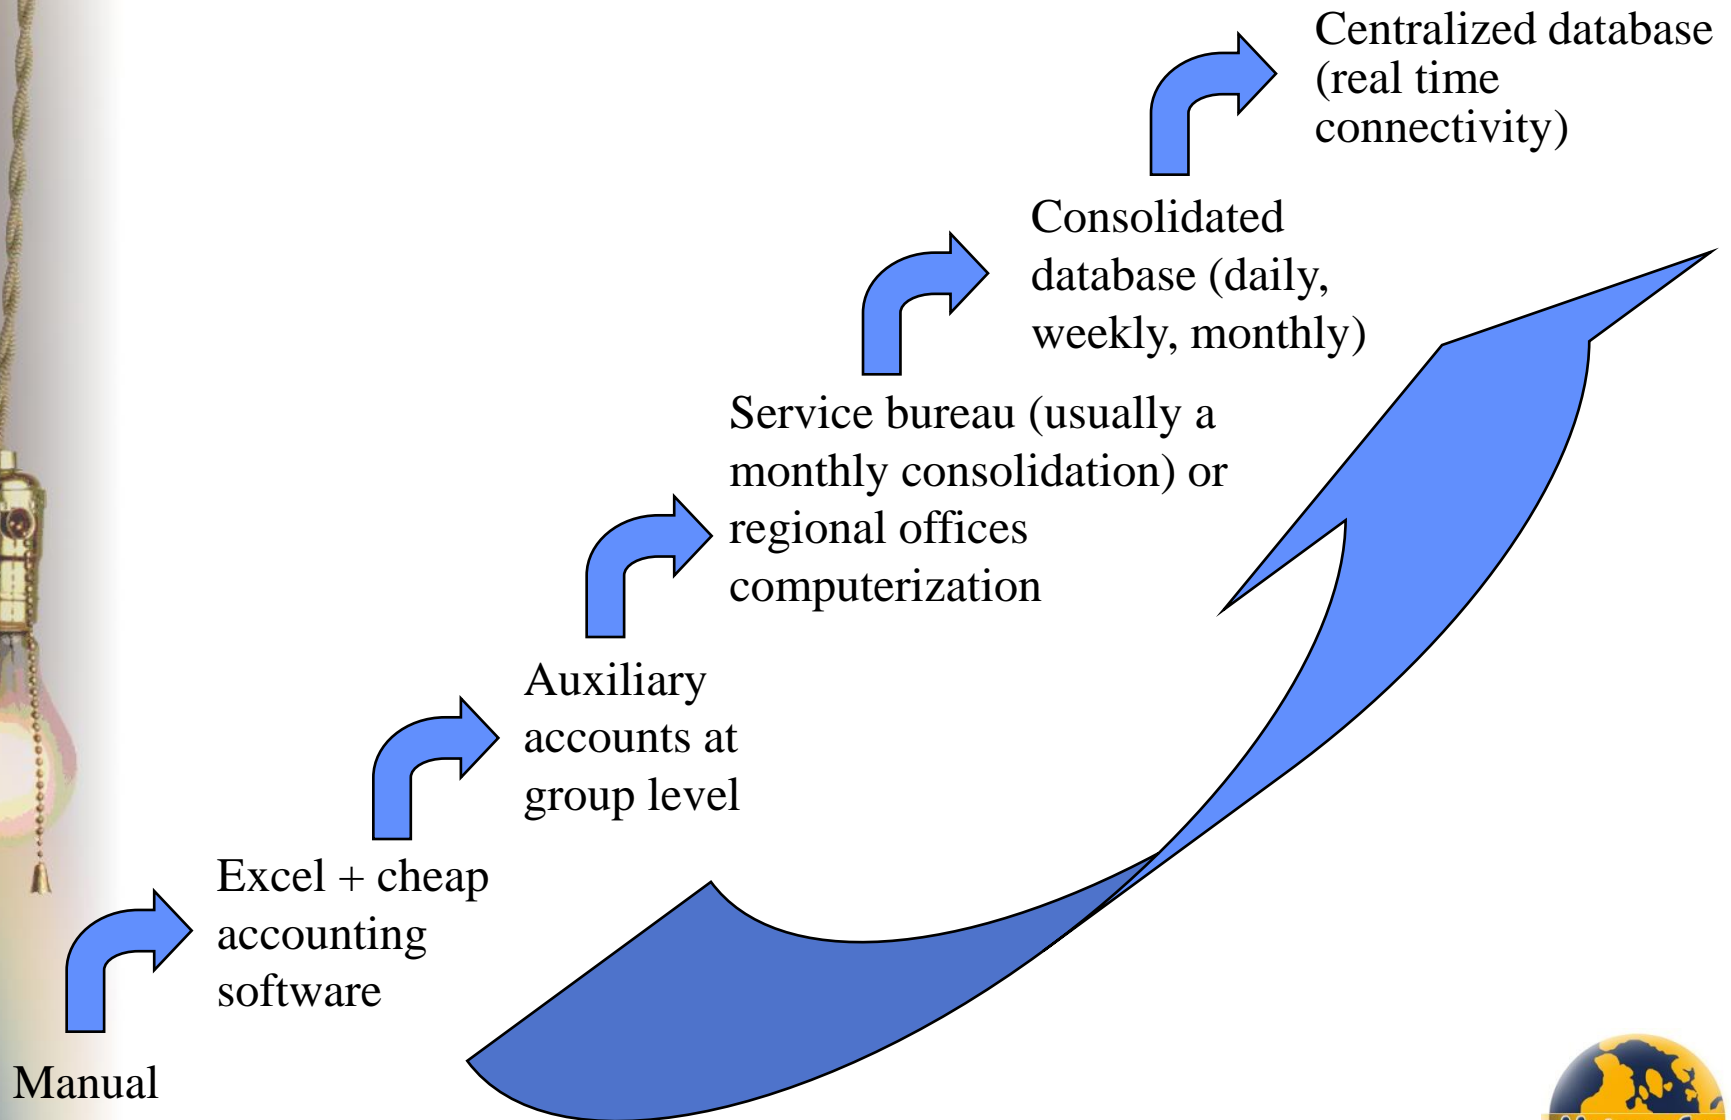 Centralized database
(real time
connectivity)
Consolidated
database (daily,
weekly, monthly)
Service bureau (usually a
monthly consolidation) or
regional offices
computerization
Auxiliary
accounts at
group level
Excel + cheap
accounting
software
Manual